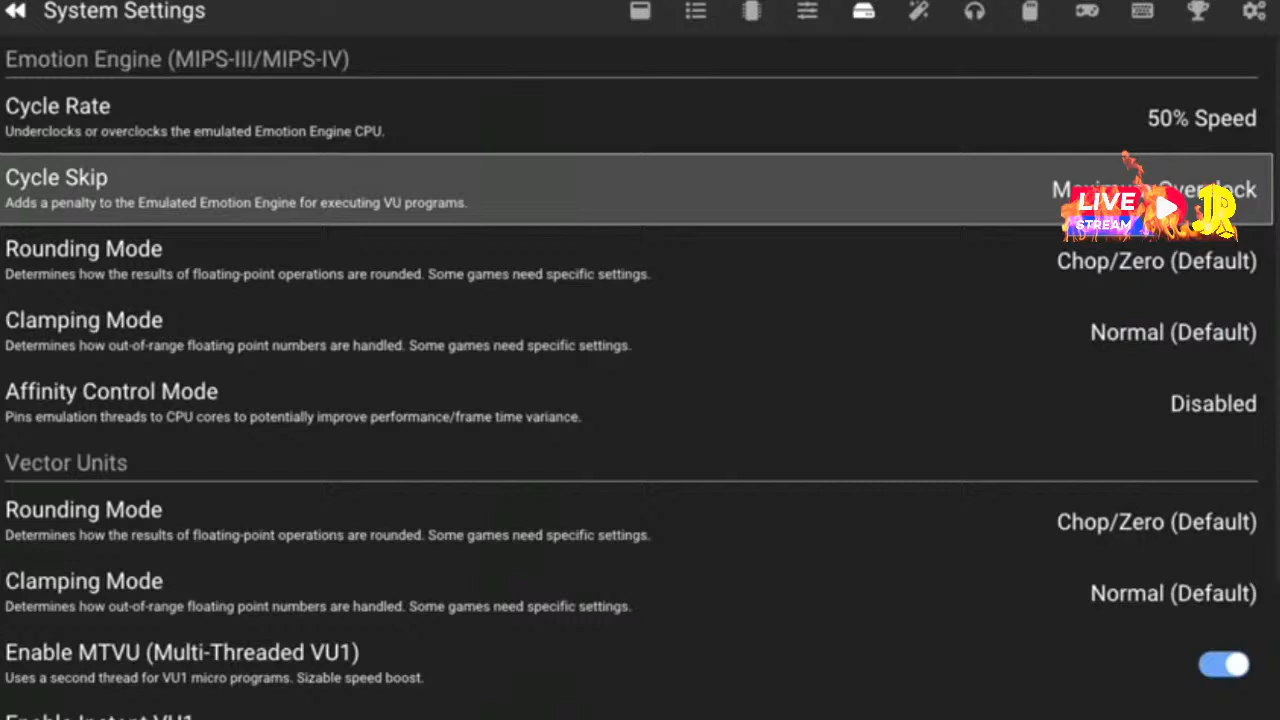 System Settings
Emotion Engine (MIPS-III/MIPS-IV)
Cycle Rate
50% Speed
Underclocks or overclocks the emulated Emotion Engine CPU.
Cycle Skip
Adds a penalty to the Emulated Emotion Engine for executing VU programs.
LIVE
STREAM
JR
Rounding Mode
Chop/Zero (Default)
Determines how the results of floating-point operations are rounded. Some games need specific settings.
Clamping Mode
Normal (Default)
Determines how out-of-range floating point numbers are handled. Some games need specific settings.
Affinity Control Mode
Disabled
Pins emulation threads to CPU cores to potentially improve performance/frame time variance.
Vector Units
Rounding Mode
Chop/Zero (Default)
Determines how the results of floating-point operations are rounded. Some games need specific settings.
Clamping Mode
Normal (Default)
Determines how out-of-range floating point numbers are handled. Some games need specific settings.
Enable MTVU (Multi-Threaded VU1)
Uses a second thread for VU1 micro programs. Sizable speed boost.
Enable Instant VU1